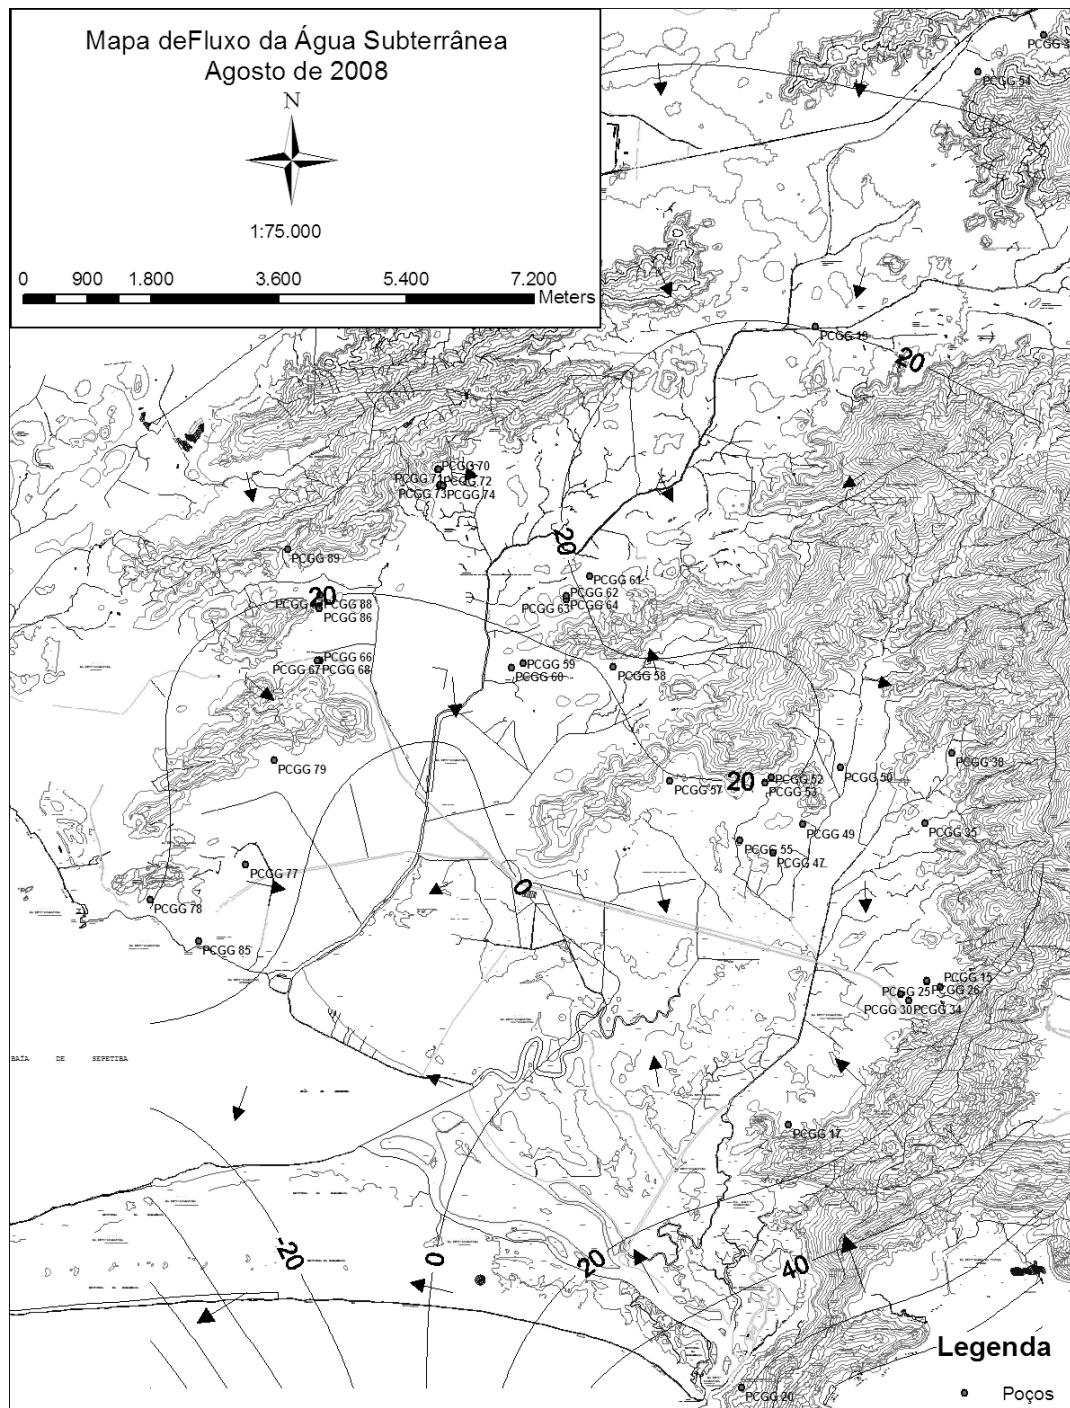 Mapa deFluxo da Água Subterrânea
Agosto de 2008
N
1:75.000
0 900 1.800 3.600 5.400 7.200
Meters
PCGG 54
PCGG 19
20
PCGG 70
PCGG 71 PCGG 72
PCGG 73 PCGG 74
20
PCGG 89
PCGG 61
PCGG 62
PCGG 63 PCGG 64
20
PCGG 88
PCGG 86
PCGG 66
PCGG 67 PCGG 68
PCGG 59
PCGG 60
PCGG 58
PCGG 79
PCGG 38
PCGG 50
PCGG 52
PCGG 53
20
PCGG 57
PCGG 49
PCGG 35
PCGG 55
PCGG 47
PCGG 77
0
PCGG 78
PCGG 85
PCGG 15
PCGG 25 PCGG 26
PCGG 30 PCGG 34
BAÍA DE SEPETIBA
PCGG 17
-20
0
20
40
Legenda
PCGG 20
Poços